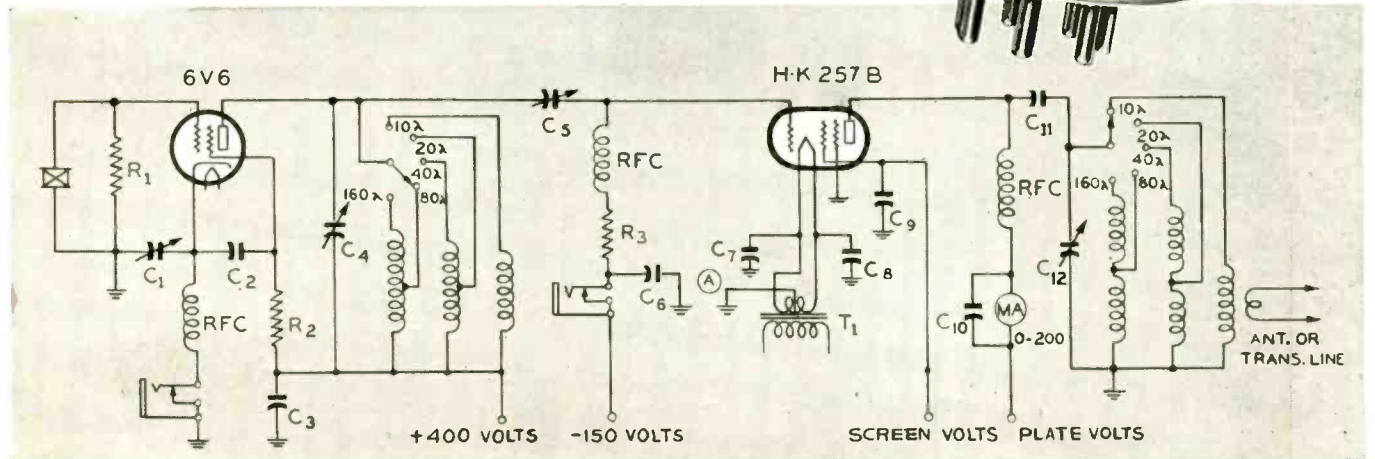 6V6
H-K 257B
R₁
C₁
C₂
RFC
R₂
C₃
C₄
10λ
20λ
40λ
80λ
160λ
C₅
RFC
R₃
C₆
C₇
C₈
C₉
A
T₁
C₁₀
C₁₁
RFC
MA
0-200
C₁₂
10λ
20λ
40λ
80λ
160λ
ANT. OR
TRANS. LINE
+400 VOLTS -150 VOLTS SCREEN VOLTS PLATE VOLTS